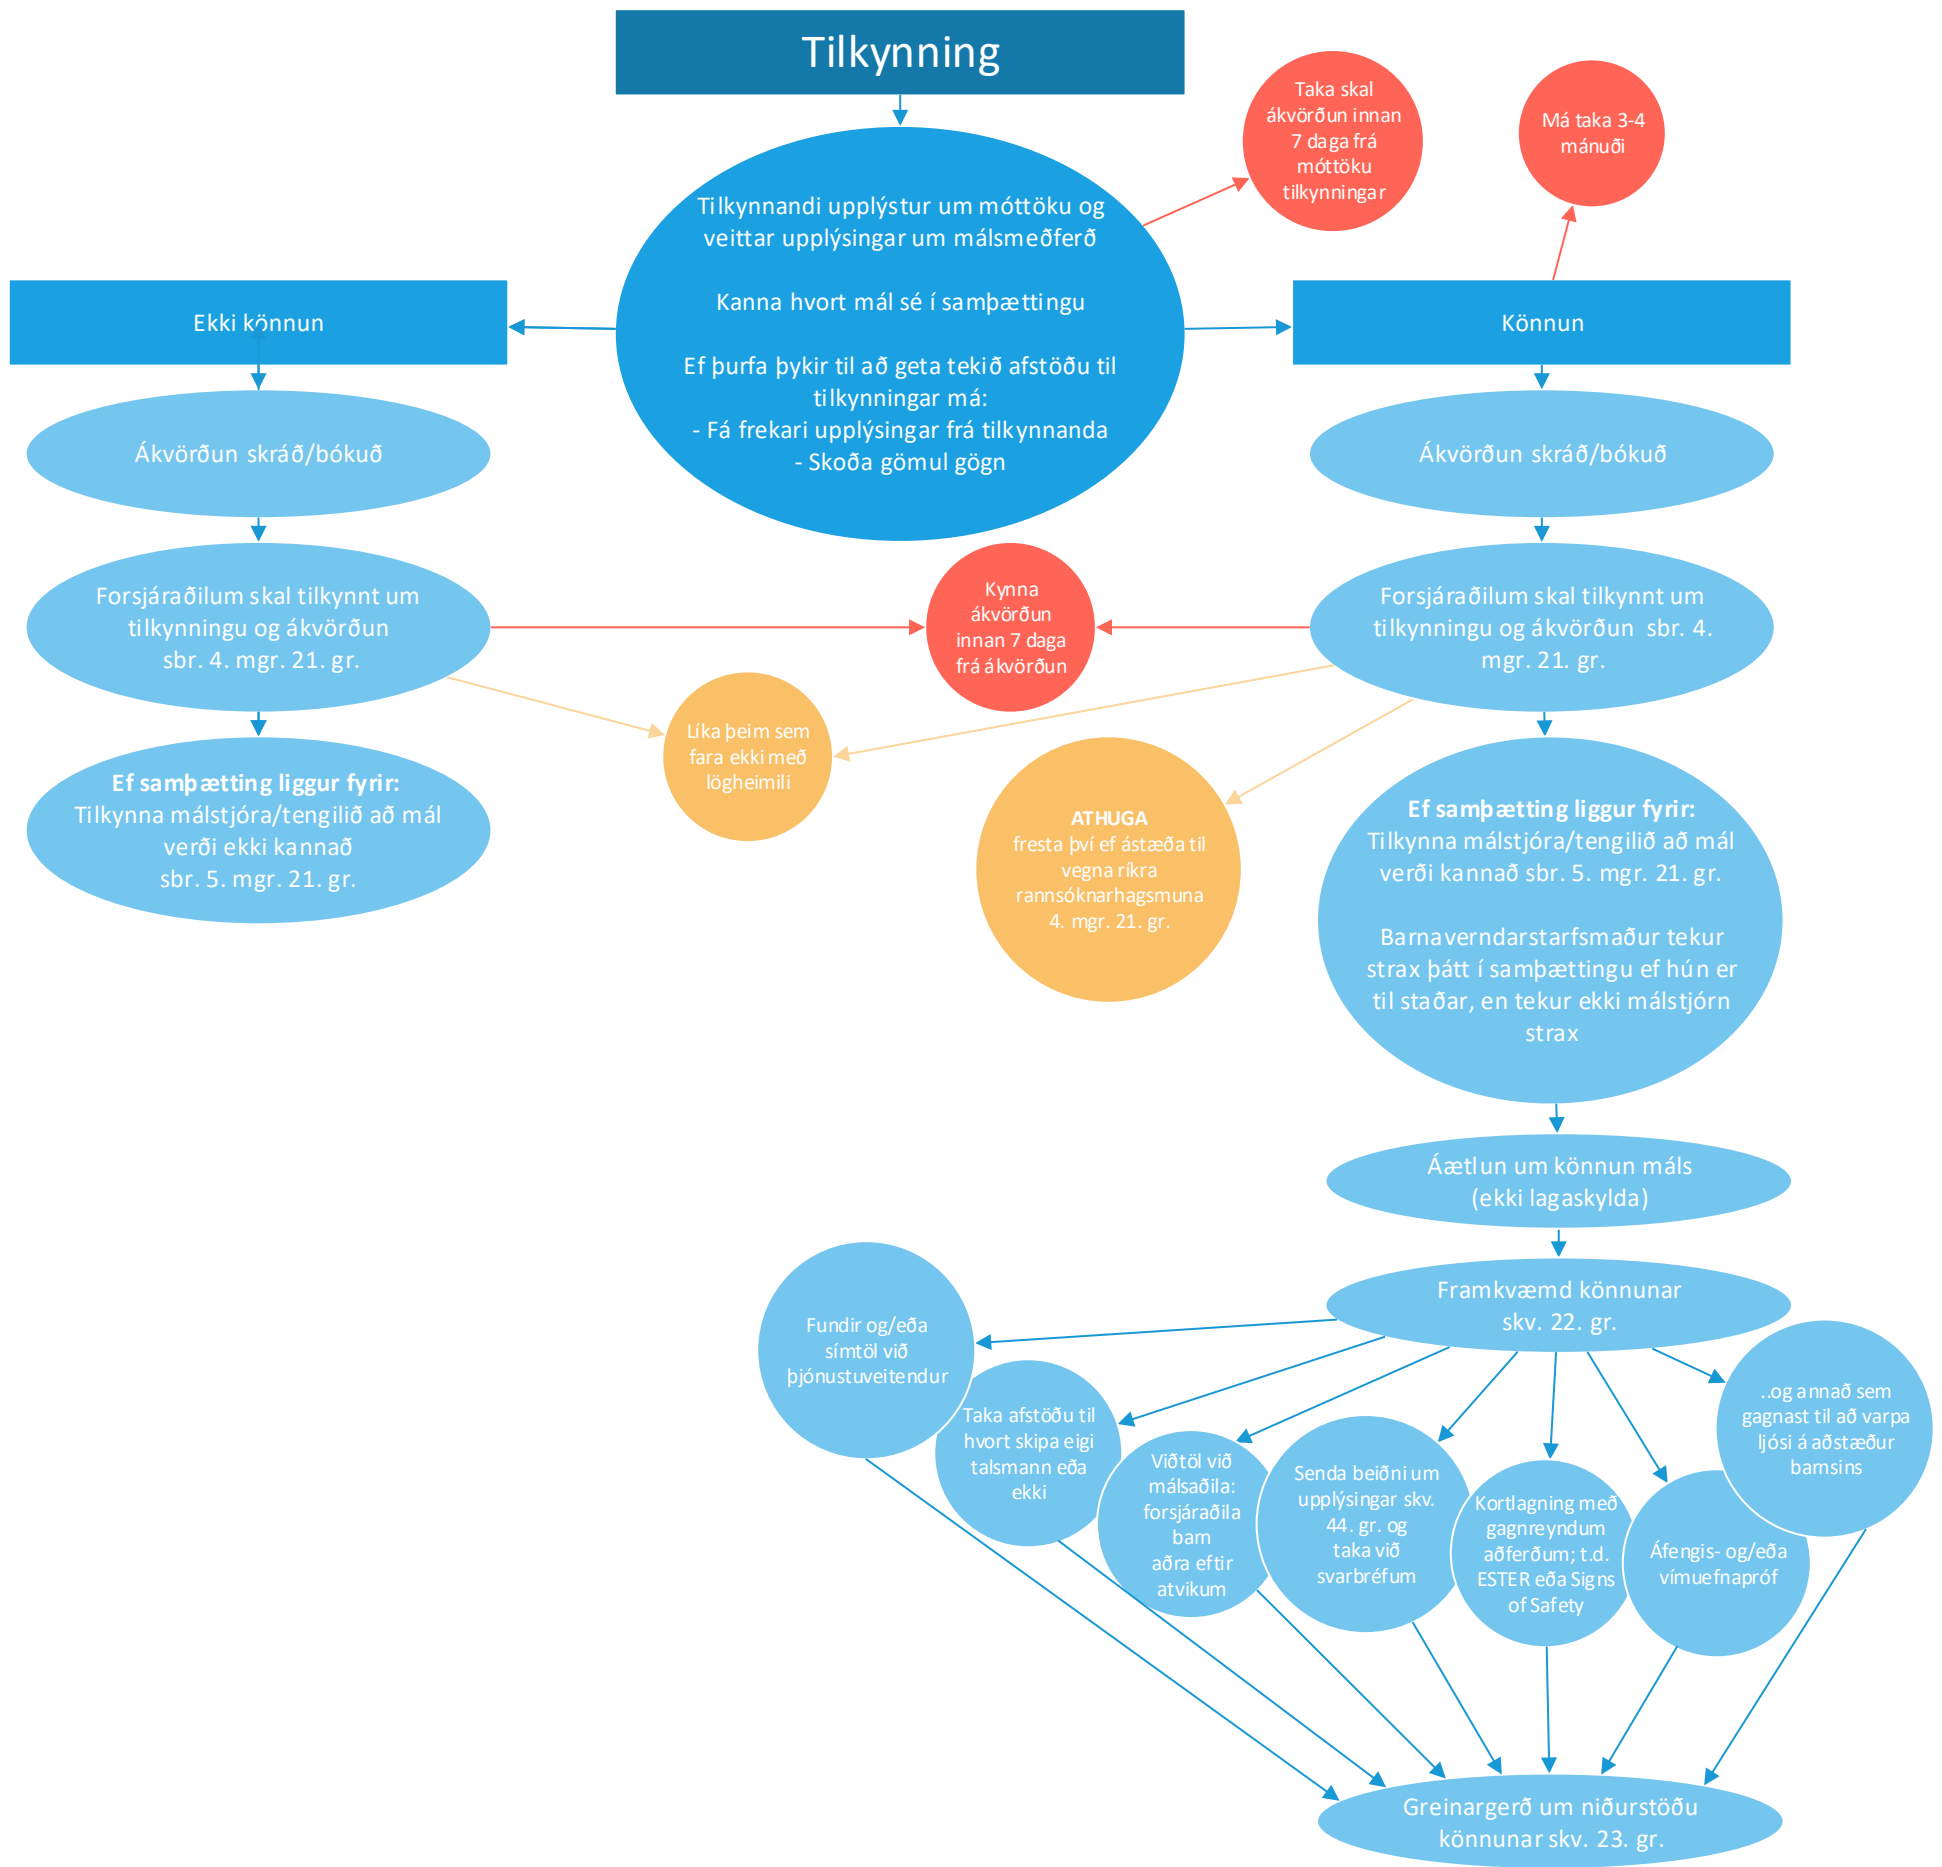 Tilkynning
Taka skal
ákvörðun innan
7 daga frá
móttöku
tilkynningar
Má taka 3-4
mánuði
Tilkynnandi upplýstur um móttöku og
veittar upplýsingar um málsmeðferð
Kanna hvort mál sé í samþættingu
Ef þurfa þykir til að geta tekið afstöðu til
tilkynningar má:
- Fá frekari upplýsingar frá tilkynnanda
- Skoða gömul gögn
Ekki könnun
Könnun
Ákvörðun skráð/bókuð
Ákvörðun skráð/bókuð
Forsjáraðilum skal tilkynnt um
tilkynningu og ákvörðun
sbr. 4. mgr. 21. gr.
Kynna
ákvörðun
innan 7 daga
frá ákvörðun
Forsjáraðilum skal tilkynnt um
tilkynningu og ákvörðun sbr. 4.
mgr. 21. gr.
Líka þeim sem
fara ekki með
lögheimili
Ef samþætting liggur fyrir:
Tilkynna málstjóra/tengilið að mál
verði ekki kannað
sbr. 5. mgr. 21. gr.
ATHUGA
fresta því ef ástæða til
vegna ríkra
rannsóknarhagsmuna
4. mgr. 21. gr.
Ef samþætting liggur fyrir:
Tilkynna málstjóra/tengilið að mál
verði kannað sbr. 5. mgr. 21. gr.
Barnaverndarstarfsmaður tekur
strax þátt í samþættingu ef hún er
til staðar, en tekur ekki málstjórn
strax
Áætlun um könnun máls
(ekki lagaskylda)
Framkvæmd könnunar
skv. 22. gr.
Fundir og/eða
símtöl við
þjónustuveitendur
Taka afstöðu til
hvort skipa eigi
talsmann eða
ekki
Viðtöl við
málsaðila:
forsjáraðila
barn
aðra eftir
atvikum
Senda beiðni um
upplýsingar skv.
44. gr. og
taka við
svarbréfum
Kortlagning með
gagnreyndum
aðferðum; t.d.
ESTER eða Signs
of Safety
Áfengis- og/eða
vímuefnapróf
..og annað sem
gagnast til að varpa
ljósi á aðstæður
barnsins
Greinargerð um niðurstöðu
könnunar skv. 23. gr.